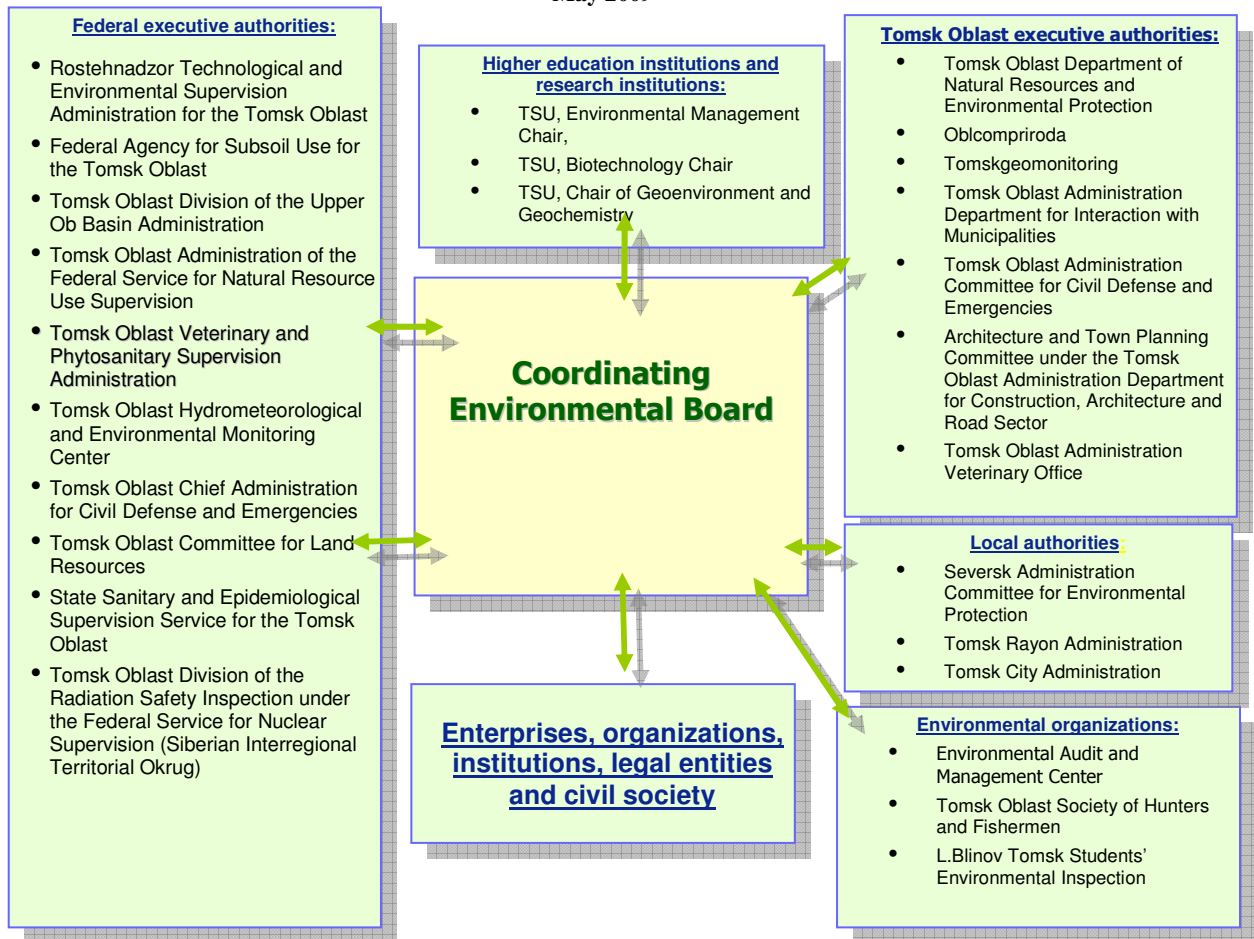 Federal executive authorities:
• Rostehnadzor Technological and
Environmental Supervision
Administration for the Tomsk Oblast
• Federal Agency for Subsoil Use for
the Tomsk Oblast
• Tomsk Oblast Division of the Upper
Ob Basin Administration
• Tomsk Oblast Administration of the
Federal Service for Natural Resource
Use Supervision
• Tomsk Oblast Veterinary and
Phytosanitary Supervision
Administration
• Tomsk Oblast Hydrometeorological
and Environmental Monitoring
Center
• Tomsk Oblast Chief Administration
for Civil Defense and Emergencies
• Tomsk Oblast Committee for Land
Resources
• State Sanitary and Epidemiological
Supervision Service for the Tomsk
Oblast
• Tomsk Oblast Division of the
Radiation Safety Inspection under
the Federal Service for Nuclear
Supervision (Siberian Interregional
Territorial Okrug)
Higher education institutions and
research institutions:
• TSU, Environmental Management
Chair,
• TSU, Biotechnology Chair
• TSU, Chair of Geoenvironment and
Geochemistry
Coordinating
Environmental Board
Enterprises, organizations,
institutions, legal entities
and civil society
Tomsk Oblast executive authorities:
• Tomsk Oblast Department of
Natural Resources and
Environmental Protection
• Oblcompriroda
• Tomskgeomonitoring
• Tomsk Oblast Administration
Department for Interaction with
Municipalities
• Tomsk Oblast Administration
Committee for Civil Defense and
Emergencies
• Architecture and Town Planning
Committee under the Tomsk
Oblast Administration Department
for Construction, Architecture and
Road Sector
• Tomsk Oblast Administration
Veterinary Office
Local authorities:
• Seversk Administration
Committee for Environmental
Protection
• Tomsk Rayon Administration
• Tomsk City Administration
Environmental organizations:
• Environmental Audit and
Management Center
• Tomsk Oblast Society of Hunters
and Fishermen
• L.Blinov Tomsk Students'
Environmental Inspection